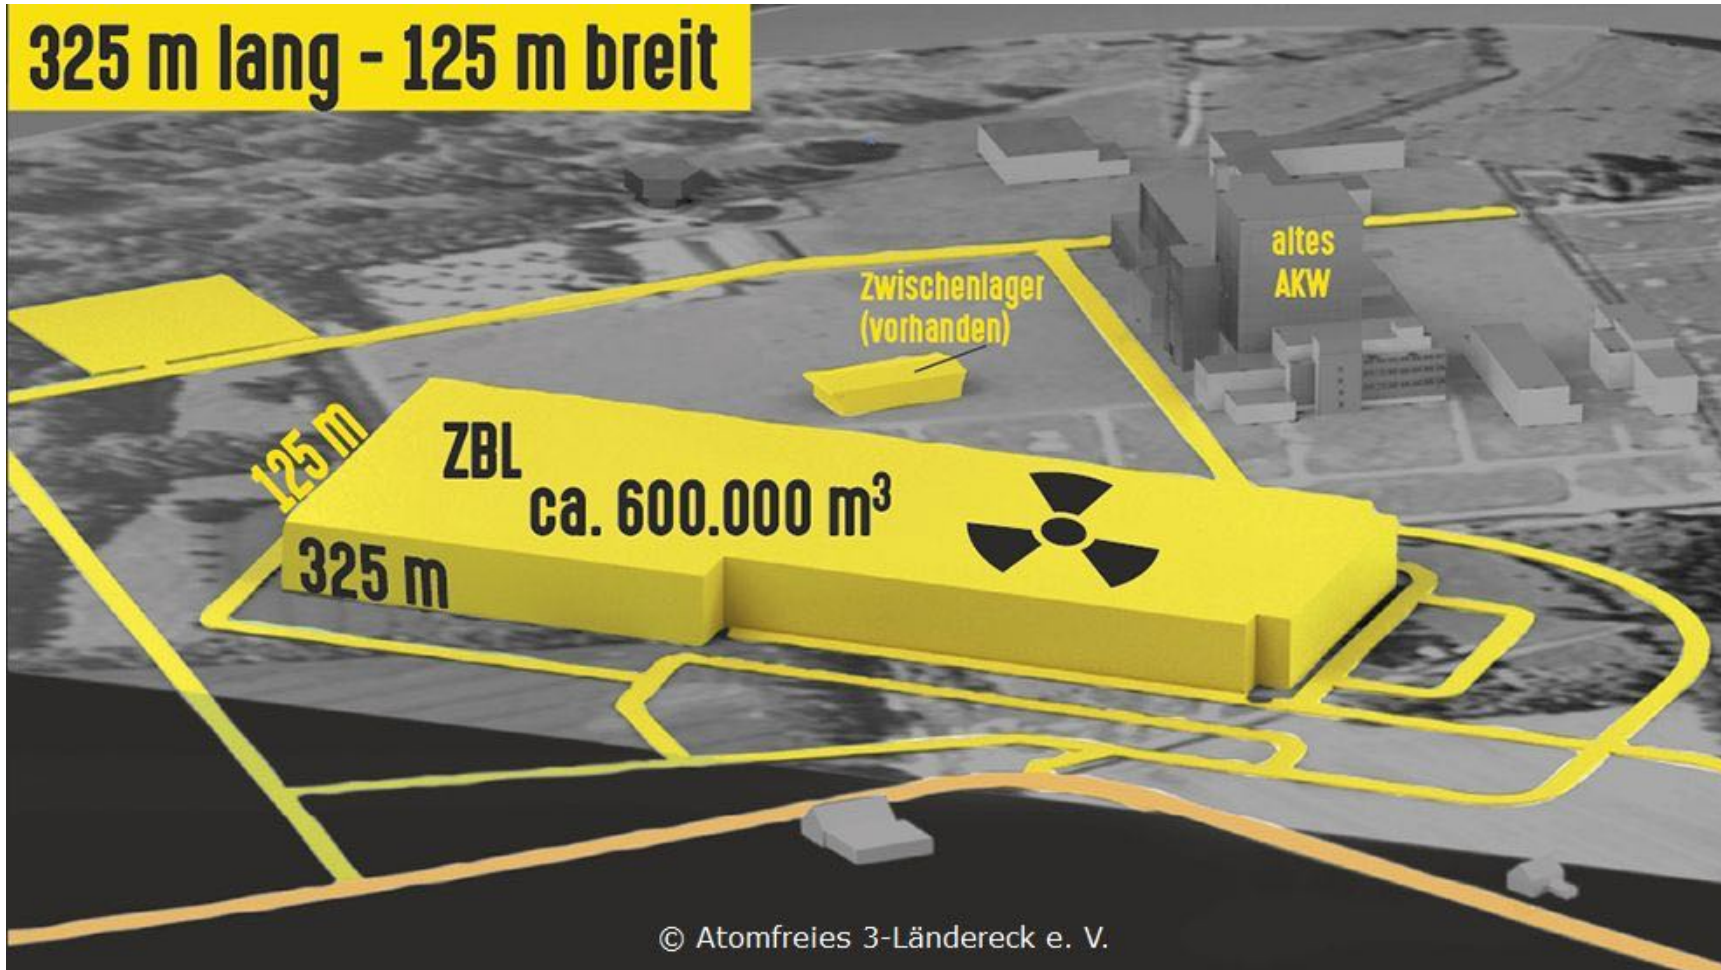 325 m lang - 125 m breit
altes
AKW
Zwischenlager
(vorhanden)
125 m
ZBL
ca. 600.000 m³
325 m
© Atomfreies 3-Ländereck e. V.